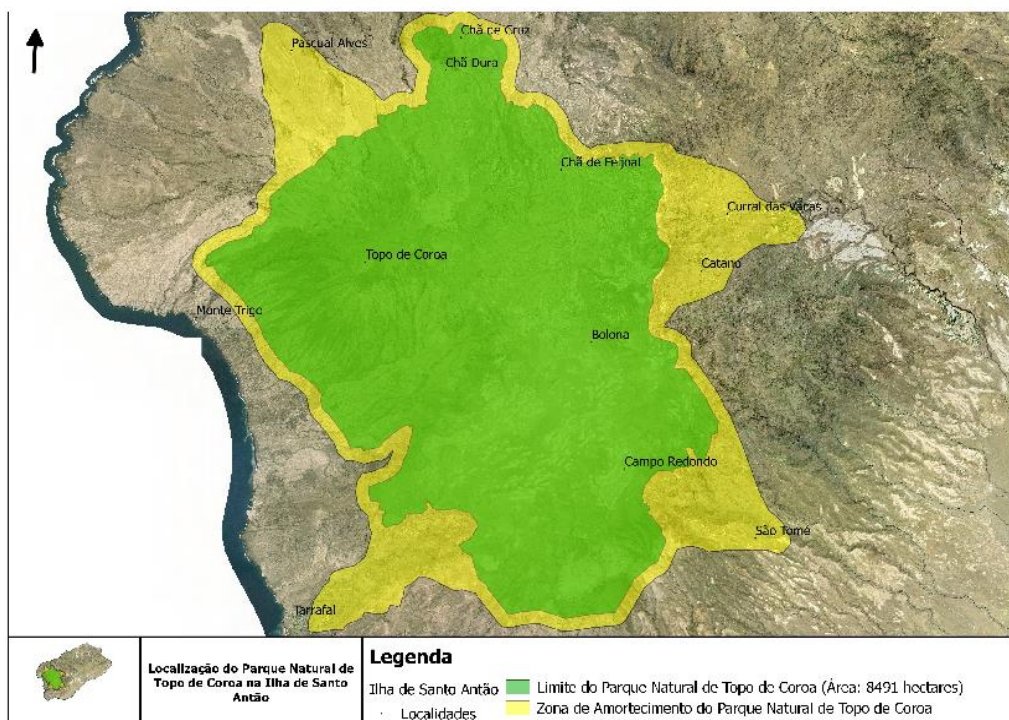 Chã de Cruz
Pascual Alves
Chã Dura
Chã de Feijoal
Curral das Vacas
Topo de Coroa
Catano
Monte Trigo
Bolona
Campo Redondo
São Tomé
Tarrafal
Localização do Parque Natural de
Topo de Coroa na Ilha de Santo
Antão
Legenda
Ilha de Santo Antão
Limite do Parque Natural de Topo de Coroa (Área: 8491 hectares)
Localidades
Zona de Amortecimento do Parque Natural de Topo de Coroa